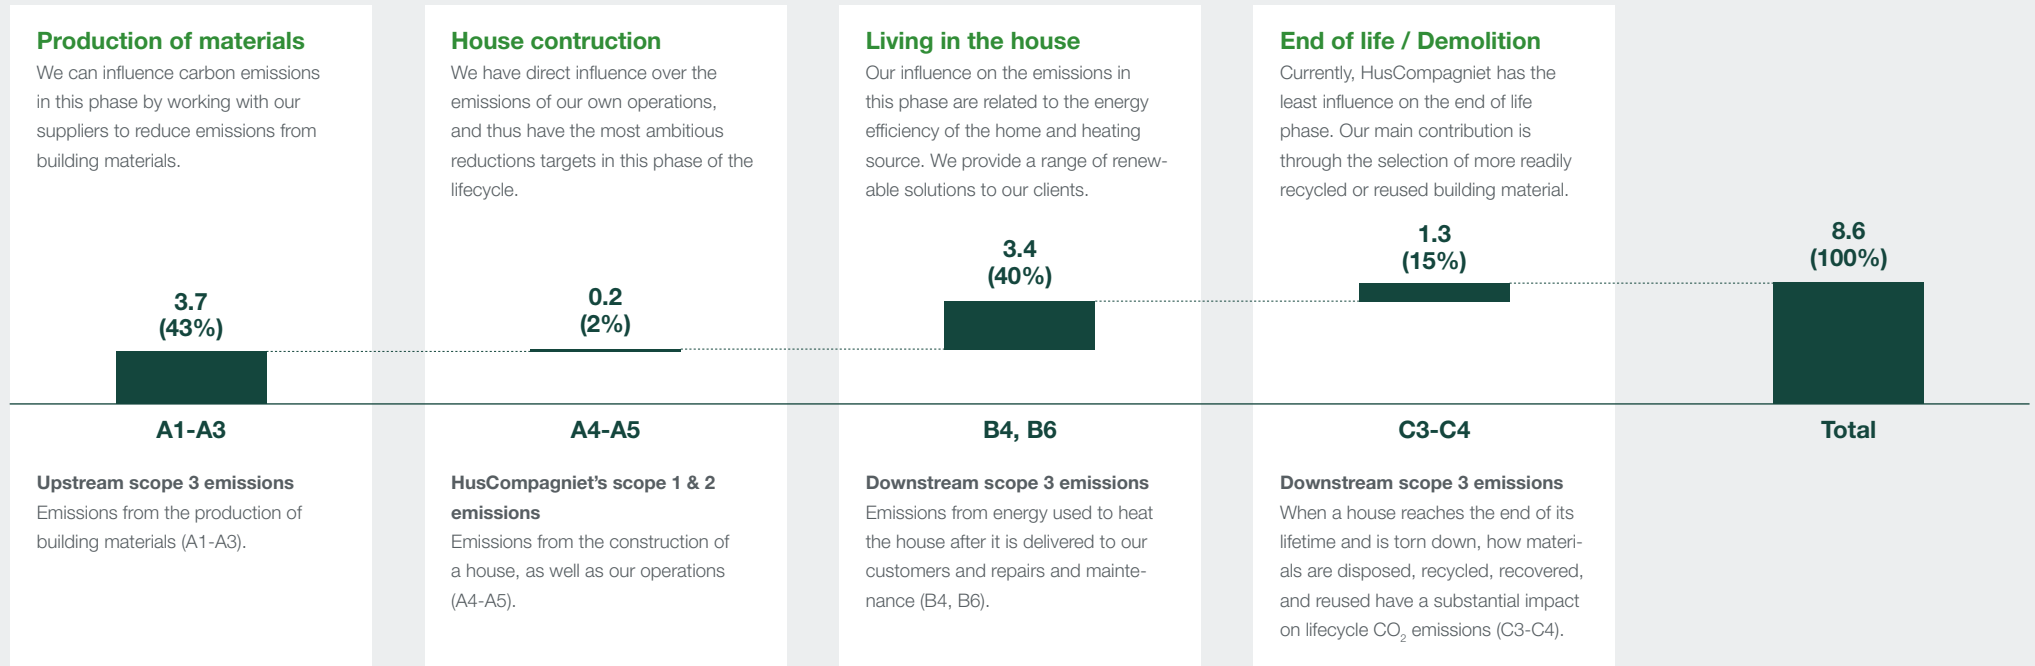 Production of materials
We can influence carbon emissions
in this phase by working with our
suppliers to reduce emissions from
building materials.
3.7
(43%)
A1-A3
Upstream scope 3 emissions
Emissions from the production of
building materials (A1-A3).
House contruction
We have direct influence over the
emissions of our own operations,
and thus have the most ambitious
reductions targets in this phase of the
lifecycle.
0.2
(2%)
A4-A5
HusCompagniet's scope 1 & 2
emissions
Emissions from the construction of
a house, as well as our operations
(A4-A5).
Living in the house
Our influence on the emissions in
this phase are related to the energy
efficiency of the home and heating
source. We provide a range of renew-
able solutions to our clients.
3.4
(40%)
B4, B6
Downstream scope 3 emissions
Emissions from energy used to heat
the house after it is delivered to our
customers and repairs and mainte-
nance (B4, B6).
End of life / Demolition
Currently, HusCompagniet has the
least influence on the end of life
phase. Our main contribution is
through the selection of more readily
recycled or reused building material.
1.3
(15%)
C3-C4
Downstream scope 3 emissions
When a house reaches the end of its
lifetime and is torn down, how materi-
als are disposed, recycled, recovered,
and reused have a substantial impact
on lifecycle CO₂ emissions (C3-C4).
8.6
(100%)
Total